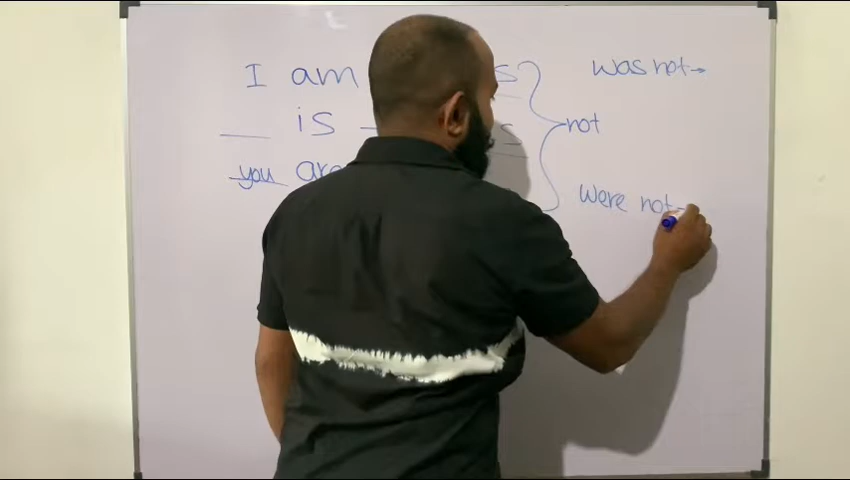 I am
was not→
is
not
you are
were not-